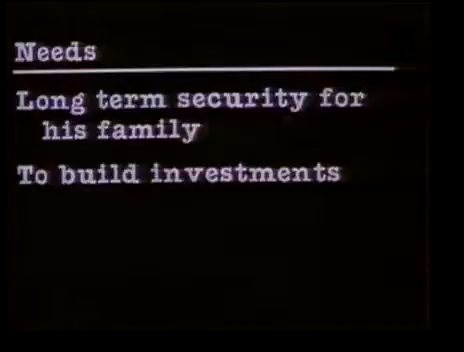 Needs
Long term security for
his family
To build investments